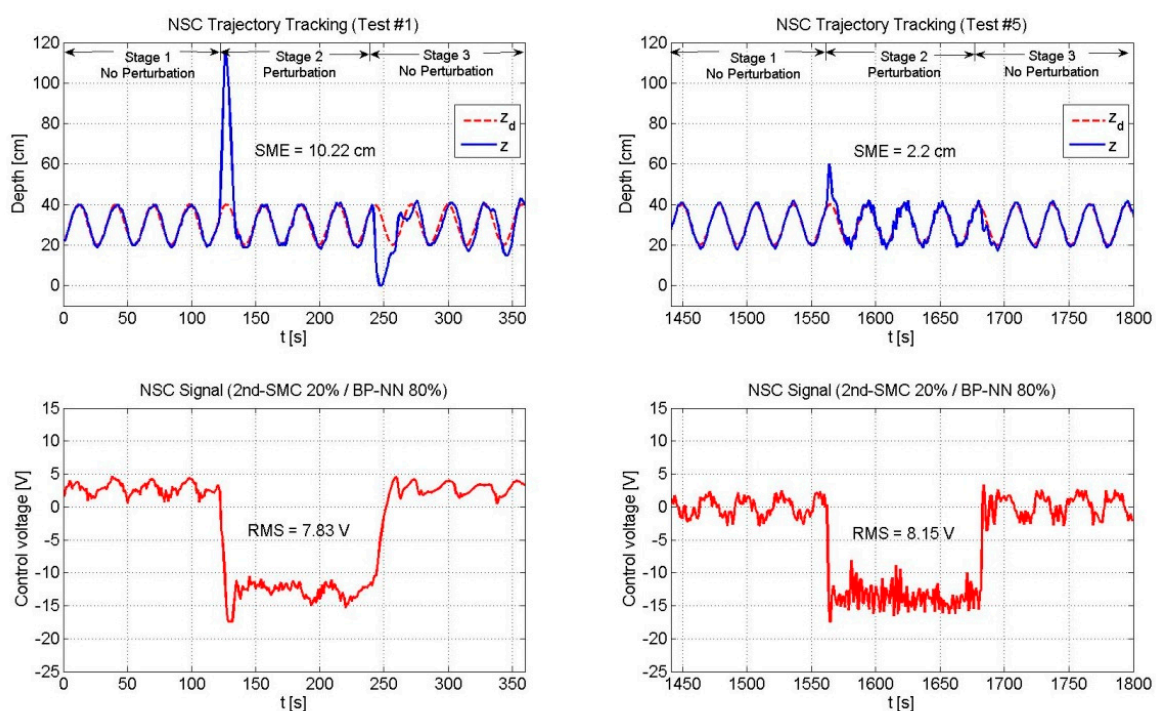 NSC Trajectory Tracking (Test #1)
120
100
80
60
40
20
0
Depth [cm]
Stage 1
No Perturbation
Stage 2
Perturbation
Stage 3
No Perturbation
z_d
z
SME = 10.22 cm
0 50 100 150 200 250 300 350
t [s]
NSC Trajectory Tracking (Test #5)
120
100
80
60
40
20
0
Depth [cm]
Stage 1
No Perturbation
Stage 2
Perturbation
Stage 3
No Perturbation
z_d
z
SME = 2.2 cm
1450 1500 1550 1600 1650 1700 1750 1800
t [s]
NSC Signal (2nd-SMC 20% / BP-NN 80%)
15
10
5
0
-5
-10
-15
-20
-25
Control voltage [V]
RMS = 7.83 V
0 50 100 150 200 250 300 350
t [s]
NSC Signal (2nd-SMC 20% / BP-NN 80%)
15
10
5
0
-5
-10
-15
-20
-25
Control voltage [V]
RMS = 8.15 V
1450 1500 1550 1600 1650 1700 1750 1800
t [s]